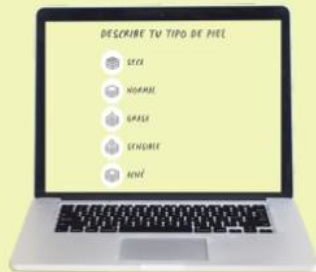 DESCRIBE TU TIPO DE PIEL
SECA
NORMAL
GRASA
SENSIBLE
ACNÉ